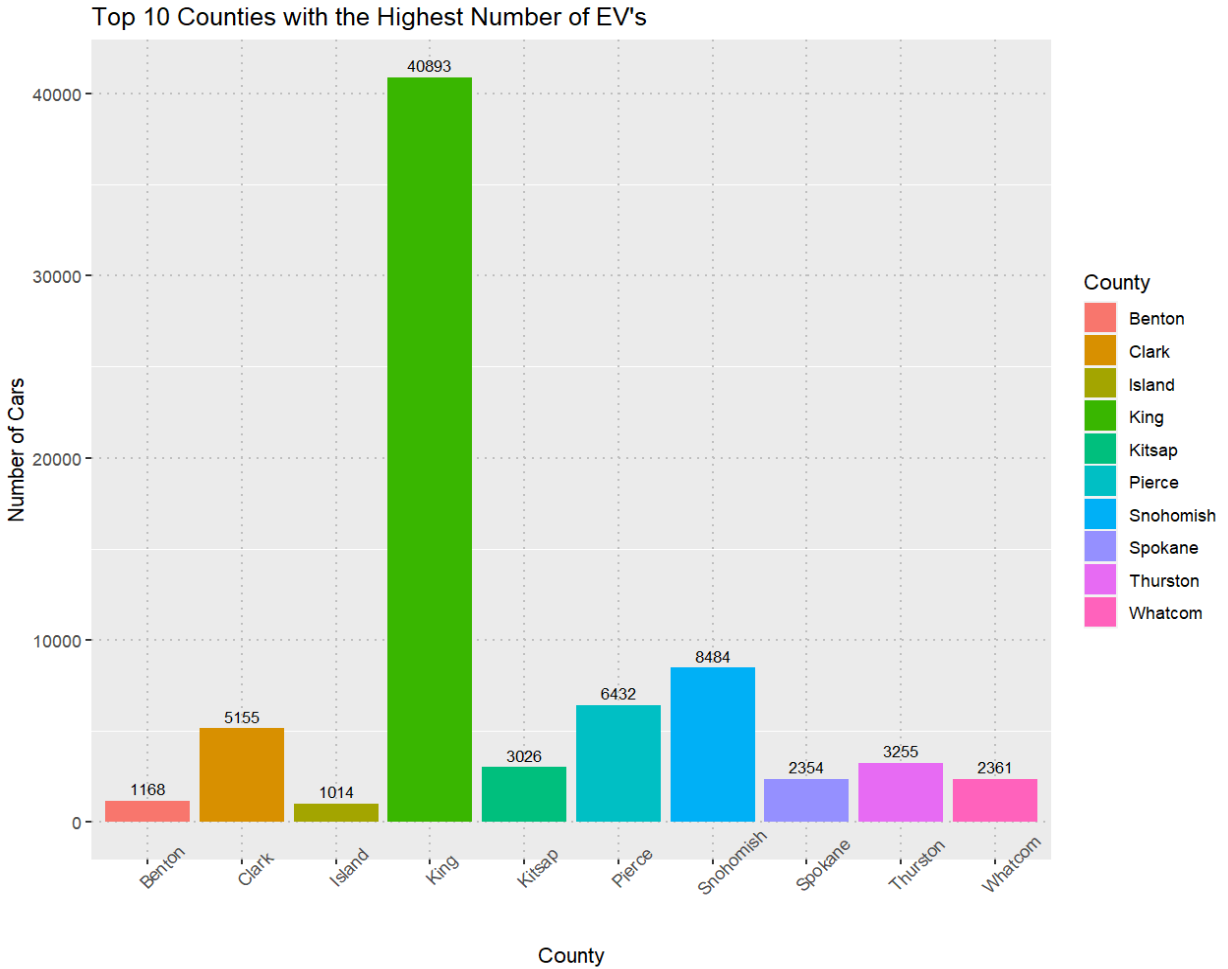 Top 10 Counties with the Highest Number of EV's
40893
40000
30000
20000
10000
0
Number of Cars
1168
5155
1014
3026
6432
8484
2354
3255
2361
Benton
Clark
Island
King
Kitsap
Pierce
Snohomish
Spokane
Thurston
Whatcom
County
County
Benton
Clark
Island
King
Kitsap
Pierce
Snohomish
Spokane
Thurston
Whatcom